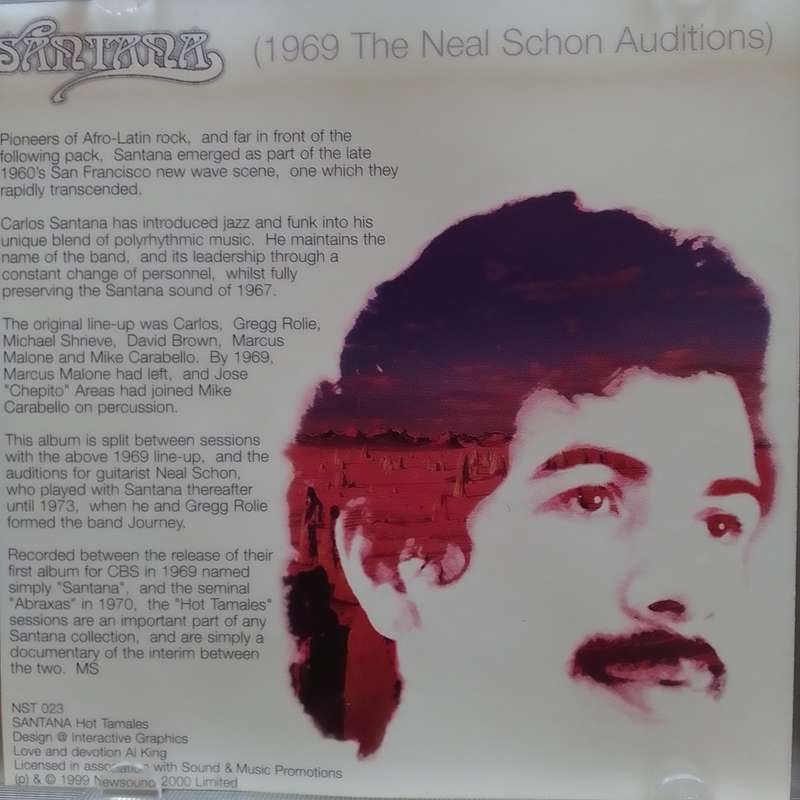 SANTANA (1969 The Neal Schon Auditions)
Pioneers of Afro-Latin rock, and far in front of the
following pack, Santana emerged as part of the late
1960's San Francisco new wave scene, one which they
rapidly transcended.
Carlos Santana has introduced jazz and funk into his
unique blend of polyrhythmic music. He maintains the
name of the band, and its leadership through a
constant change of personnel, whilst fully
preserving the Santana sound of 1967.
The original line-up was Carlos, Gregg Rolie,
Michael Shrieve, David Brown, Marcus
Malone and Mike Carabello. By 1969,
Marcus Malone had left, and Jose
"Chepito" Areas had joined Mike
Carabello on percussion.
This album is split between sessions
with the above 1969 line-up, and the
auditions for guitarist Neal Schon,
who played with Santana thereafter
until 1973, when he and Gregg Rolie
formed the band Journey.
Recorded between the release of their
first album for CBS in 1969 named
simply "Santana", and the seminal
"Abraxas" in 1970, the "Hot Tamales"
sessions are an important part of any
Santana collection, and are simply a
documentary of the interim between
the two. MS
NST 023
SANTANA Hot Tamales
Design @ Interactive Graphics
Love and devotion Al King
Licensed in association with Sound & Music Promotions
(p) & © 1999 Newsound 2000 Limited